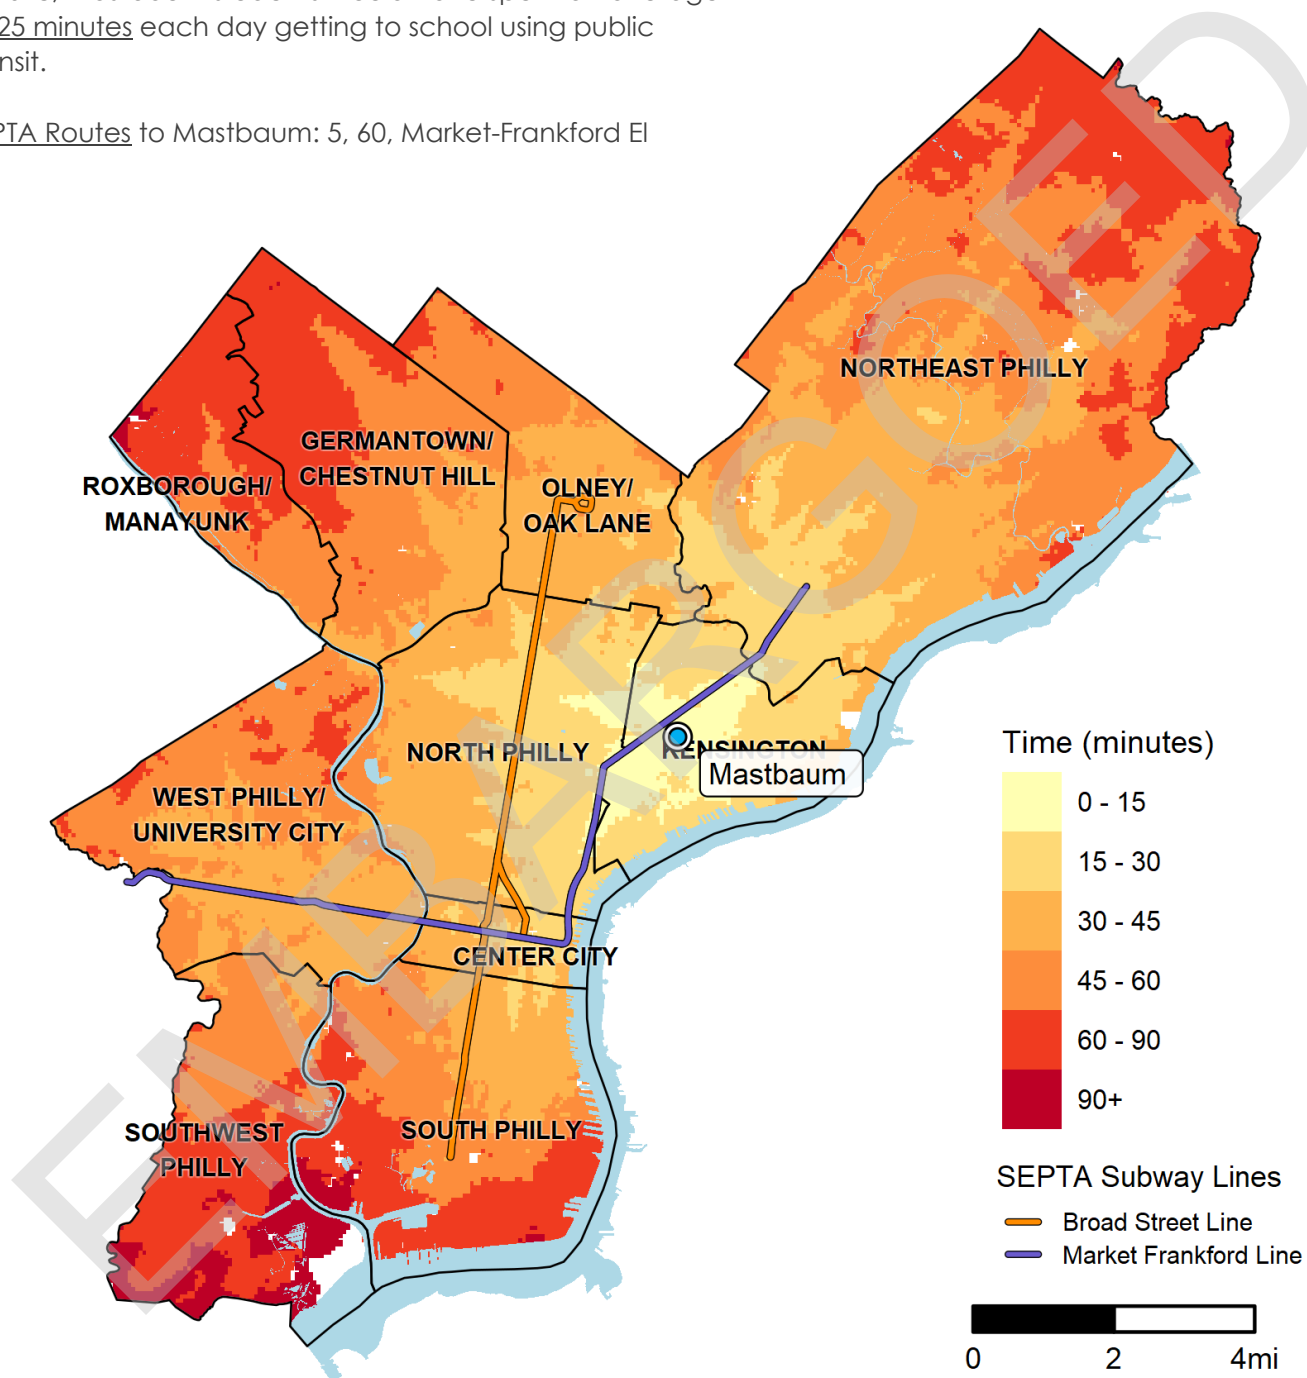 25 minutes each day getting to school using public
nsit.
PTA Routes to Mastbaum: 5, 60, Market-Frankford El
NORTHEAST PHILLY
GERMANTOWN/
CHESTNUT HILL
ROXBOROUGH/
MANAYUNK
OLNEY/
OAK LANE
NORTH PHILLY
KENSINGTON
Mastbaum
WEST PHILLY/
UNIVERSITY CITY
CENTER CITY
SOUTHWEST
PHILLY
SOUTH PHILLY
EMBARGOED
Time (minutes)
0 - 15
15 - 30
30 - 45
45 - 60
60 - 90
90+
SEPTA Subway Lines
Broad Street Line
Market Frankford Line
0 2 4mi